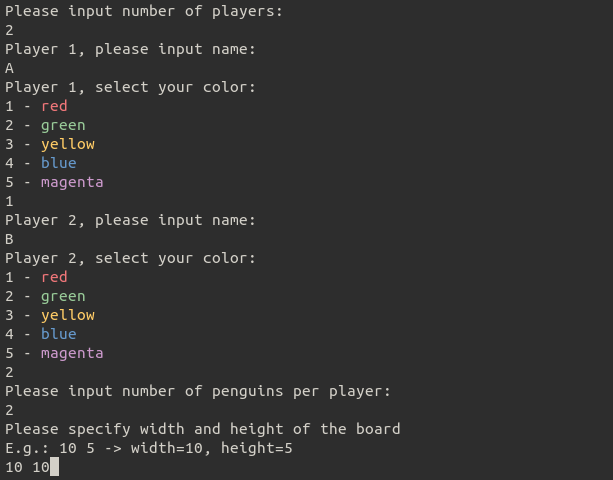 Please input number of players:
2
Player 1, please input name:
A
Player 1, select your color:
1 - red
2 - green
3 - yellow
4 - blue
5 - magenta
1
Player 2, please input name:
B
Player 2, select your color:
1 - red
2 - green
3 - yellow
4 - blue
5 - magenta
2
Please input number of penguins per player:
2
Please specify width and height of the board
E.g.: 10 5 -> width=10, height=5
10 10